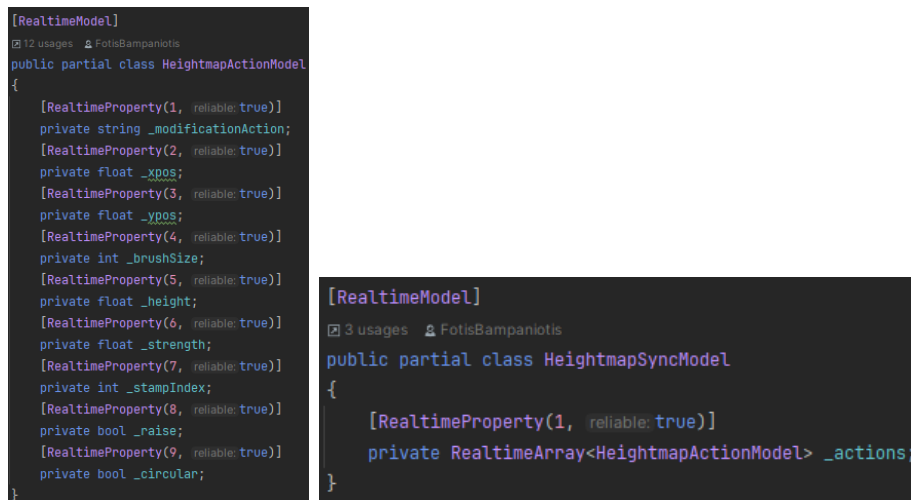 [RealtimeModel]
12 usages FotisBampaniotis
public partial class HeightmapActionModel
{
[RealtimeProperty(1, reliable: true)]
private string _modificationAction;
[RealtimeProperty(2, reliable: true)]
private float _xpos;
[RealtimeProperty(3, reliable: true)]
private float _ypos;
[RealtimeProperty(4, reliable: true)]
private int _brushSize;
[RealtimeProperty(5, reliable: true)]
private float _height;
[RealtimeProperty(6, reliable: true)]
private float _strength;
[RealtimeProperty(7, reliable: true)]
private int _stampIndex;
[RealtimeProperty(8, reliable: true)]
private bool _raise;
[RealtimeProperty(9, reliable: true)]
private bool _circular;
}
[RealtimeModel]
3 usages FotisBampaniotis
public partial class HeightmapSyncModel
{
[RealtimeProperty(1, reliable: true)]
private RealtimeArray<HeightmapActionModel> _actions;
}